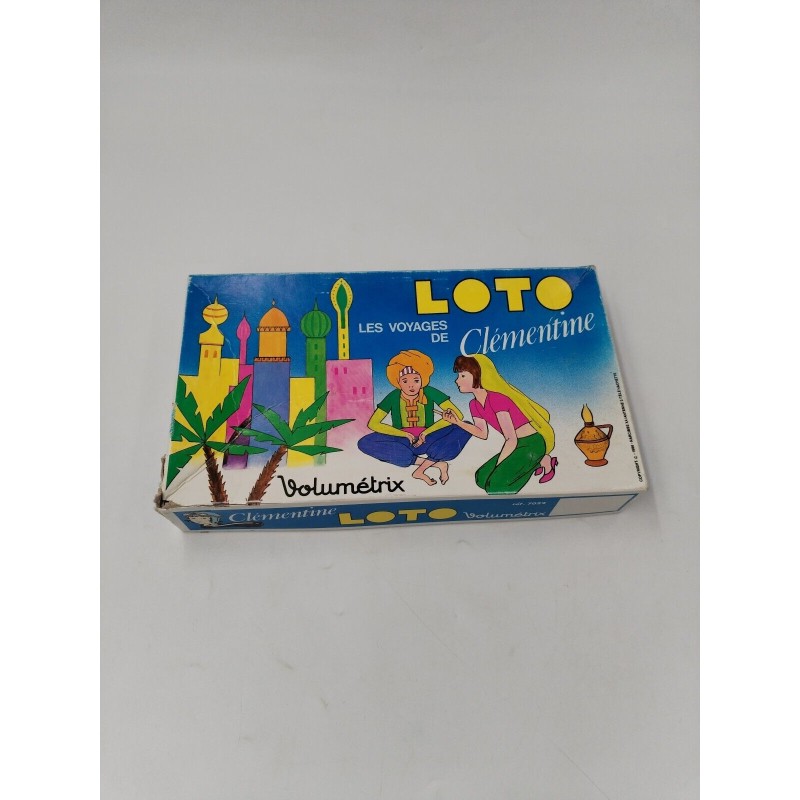 LOTO
LES VOYAGES
DE
Clémentine
Volumétrix
Clémentine LOTO Volumétrix